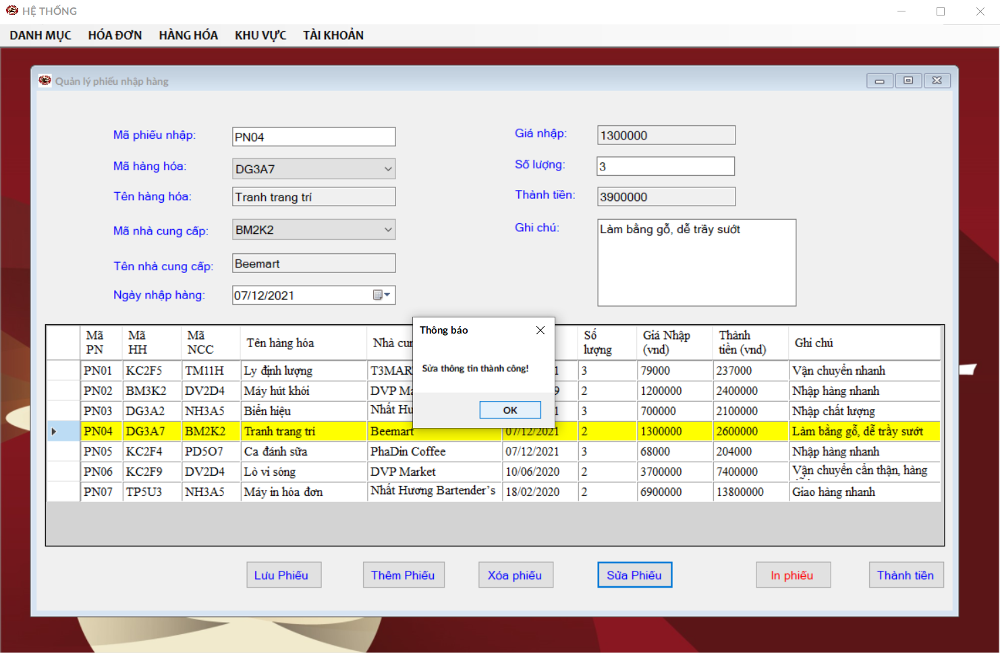 HỆ THỐNG
DANH MỤC HÓA ĐƠN HÀNG HÓA KHU VỰC TÀI KHOẢN
Quản lý phiếu nhập hàng
Mã phiếu nhập: PN04
Mã hàng hóa: DG3A7
Tên hàng hóa: Tranh trang trí
Mã nhà cung cấp: BM2K2
Tên nhà cung cấp: Beemart
Ngày nhập hàng: 07/12/2021
Giá nhập: 1300000
Số lượng: 3
Thành tiền: 3900000
Ghi chú: Làm bằng gỗ, dễ trầy sướt
Mã PN Mã HH Mã NCC Tên hàng hóa Nhà cun Số lượng Giá Nhập (vnd) Thành tiền (vnd) Ghi chú
PN01 KC2F5 TM11H Ly định lượng T3MAR 1 3 79000 237000 Vận chuyển nhanh
PN02 BM3K2 DV2D4 Máy hút khói DVP Ma 9 2 1200000 2400000 Nhập hàng nhanh
PN03 DG3A2 NH3A5 Biển hiệu Nhất Hu 1 3 700000 2100000 Nhập chất lượng
PN04 DG3A7 BM2K2 Tranh trang trí Beemart 07/12/2021 2 1300000 2600000 Làm bằng gỗ, dễ trầy sướt
PN05 KC2F4 PD5O7 Ca đánh sữa PhaDin Coffee 07/12/2021 3 68000 204000 Nhập hàng nhanh
PN06 KC2F9 DV2D4 Lò vi sóng DVP Market 10/06/2020 2 3700000 7400000 Vận chuyển cẩn thận, hàng
PN07 TP5U3 NH3A5 Máy in hóa đơn Nhất Hương Bartender's 18/02/2020 2 6900000 13800000 Giao hàng nhanh
Thông báo
Sửa thông tin thành công!
OK
Lưu Phiếu Thêm Phiếu Xóa phiếu Sửa Phiếu In phiếu Thành tiền